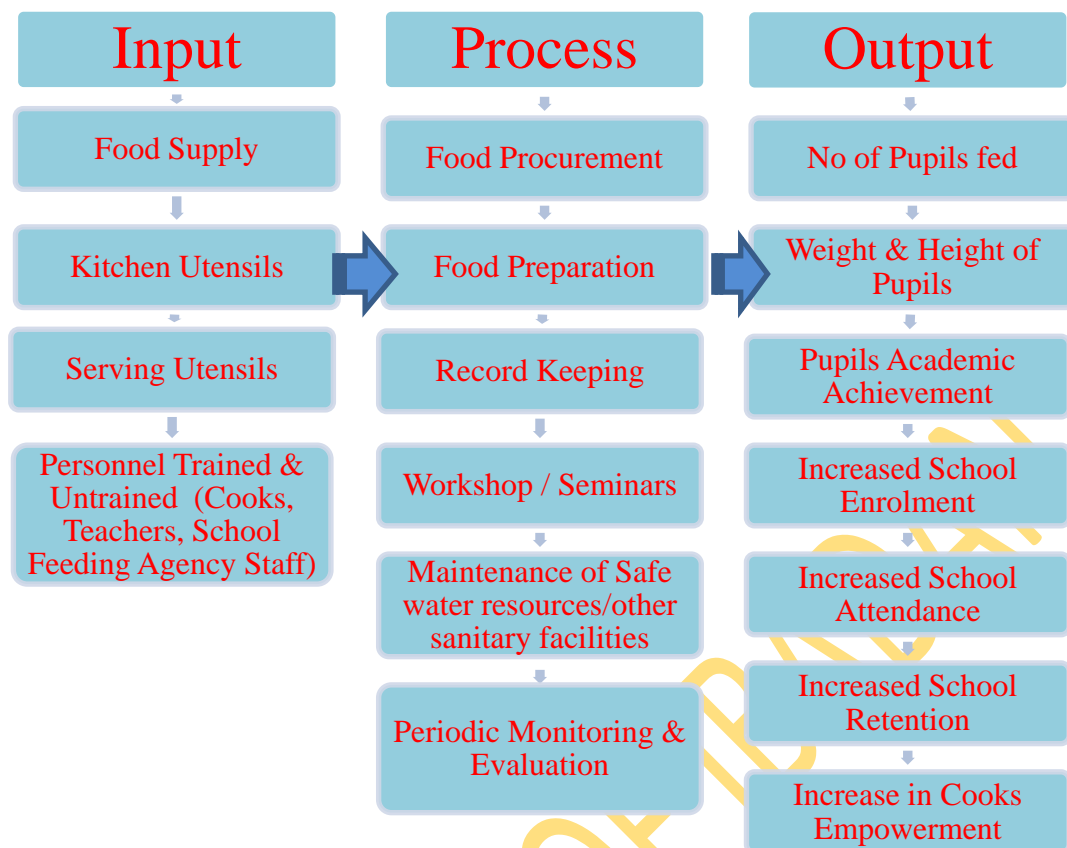 Input
Food Supply
Kitchen Utensils
Serving Utensils
Personnel Trained &
Untrained (Cooks,
Teachers, School
Feeding Agency Staff)
Process
Food Procurement
Food Preparation
Record Keeping
Workshop / Seminars
Maintenance of Safe
water resources/other
sanitary facilities
Periodic Monitoring &
Evaluation
Output
No of Pupils fed
Weight & Height of
Pupils
Pupils Academic
Achievement
Increased School
Enrolment
Increased School
Attendance
Increased School
Retention
Increase in Cooks
Empowerment